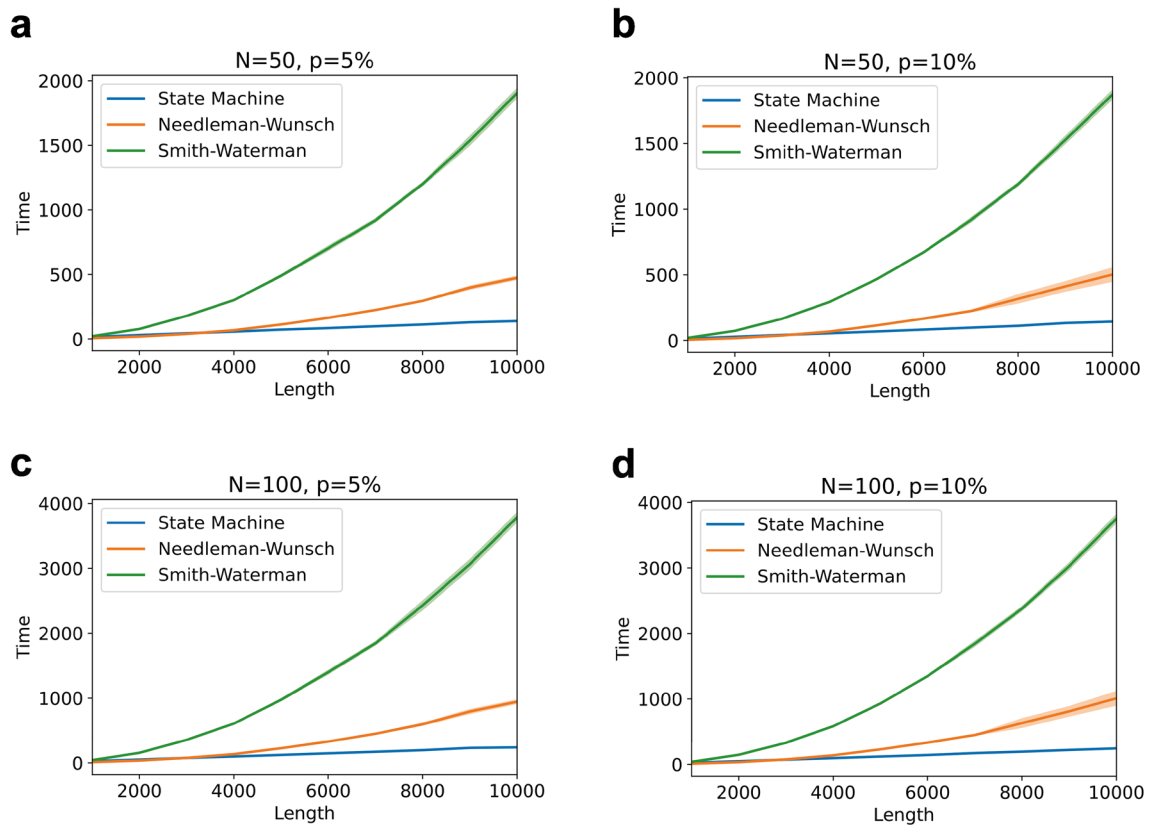 a
N=50, p=5%
2000
1500
1000
500
0
Time
State Machine
Needleman-Wunsch
Smith-Waterman
2000 4000 6000 8000 10000
Length
b
N=50, p=10%
2000
1500
1000
500
0
Time
State Machine
Needleman-Wunsch
Smith-Waterman
2000 4000 6000 8000 10000
Length
c
N=100, p=5%
4000
3000
2000
1000
0
Time
State Machine
Needleman-Wunsch
Smith-Waterman
2000 4000 6000 8000 10000
Length
d
N=100, p=10%
4000
3000
2000
1000
0
Time
State Machine
Needleman-Wunsch
Smith-Waterman
2000 4000 6000 8000 10000
Length